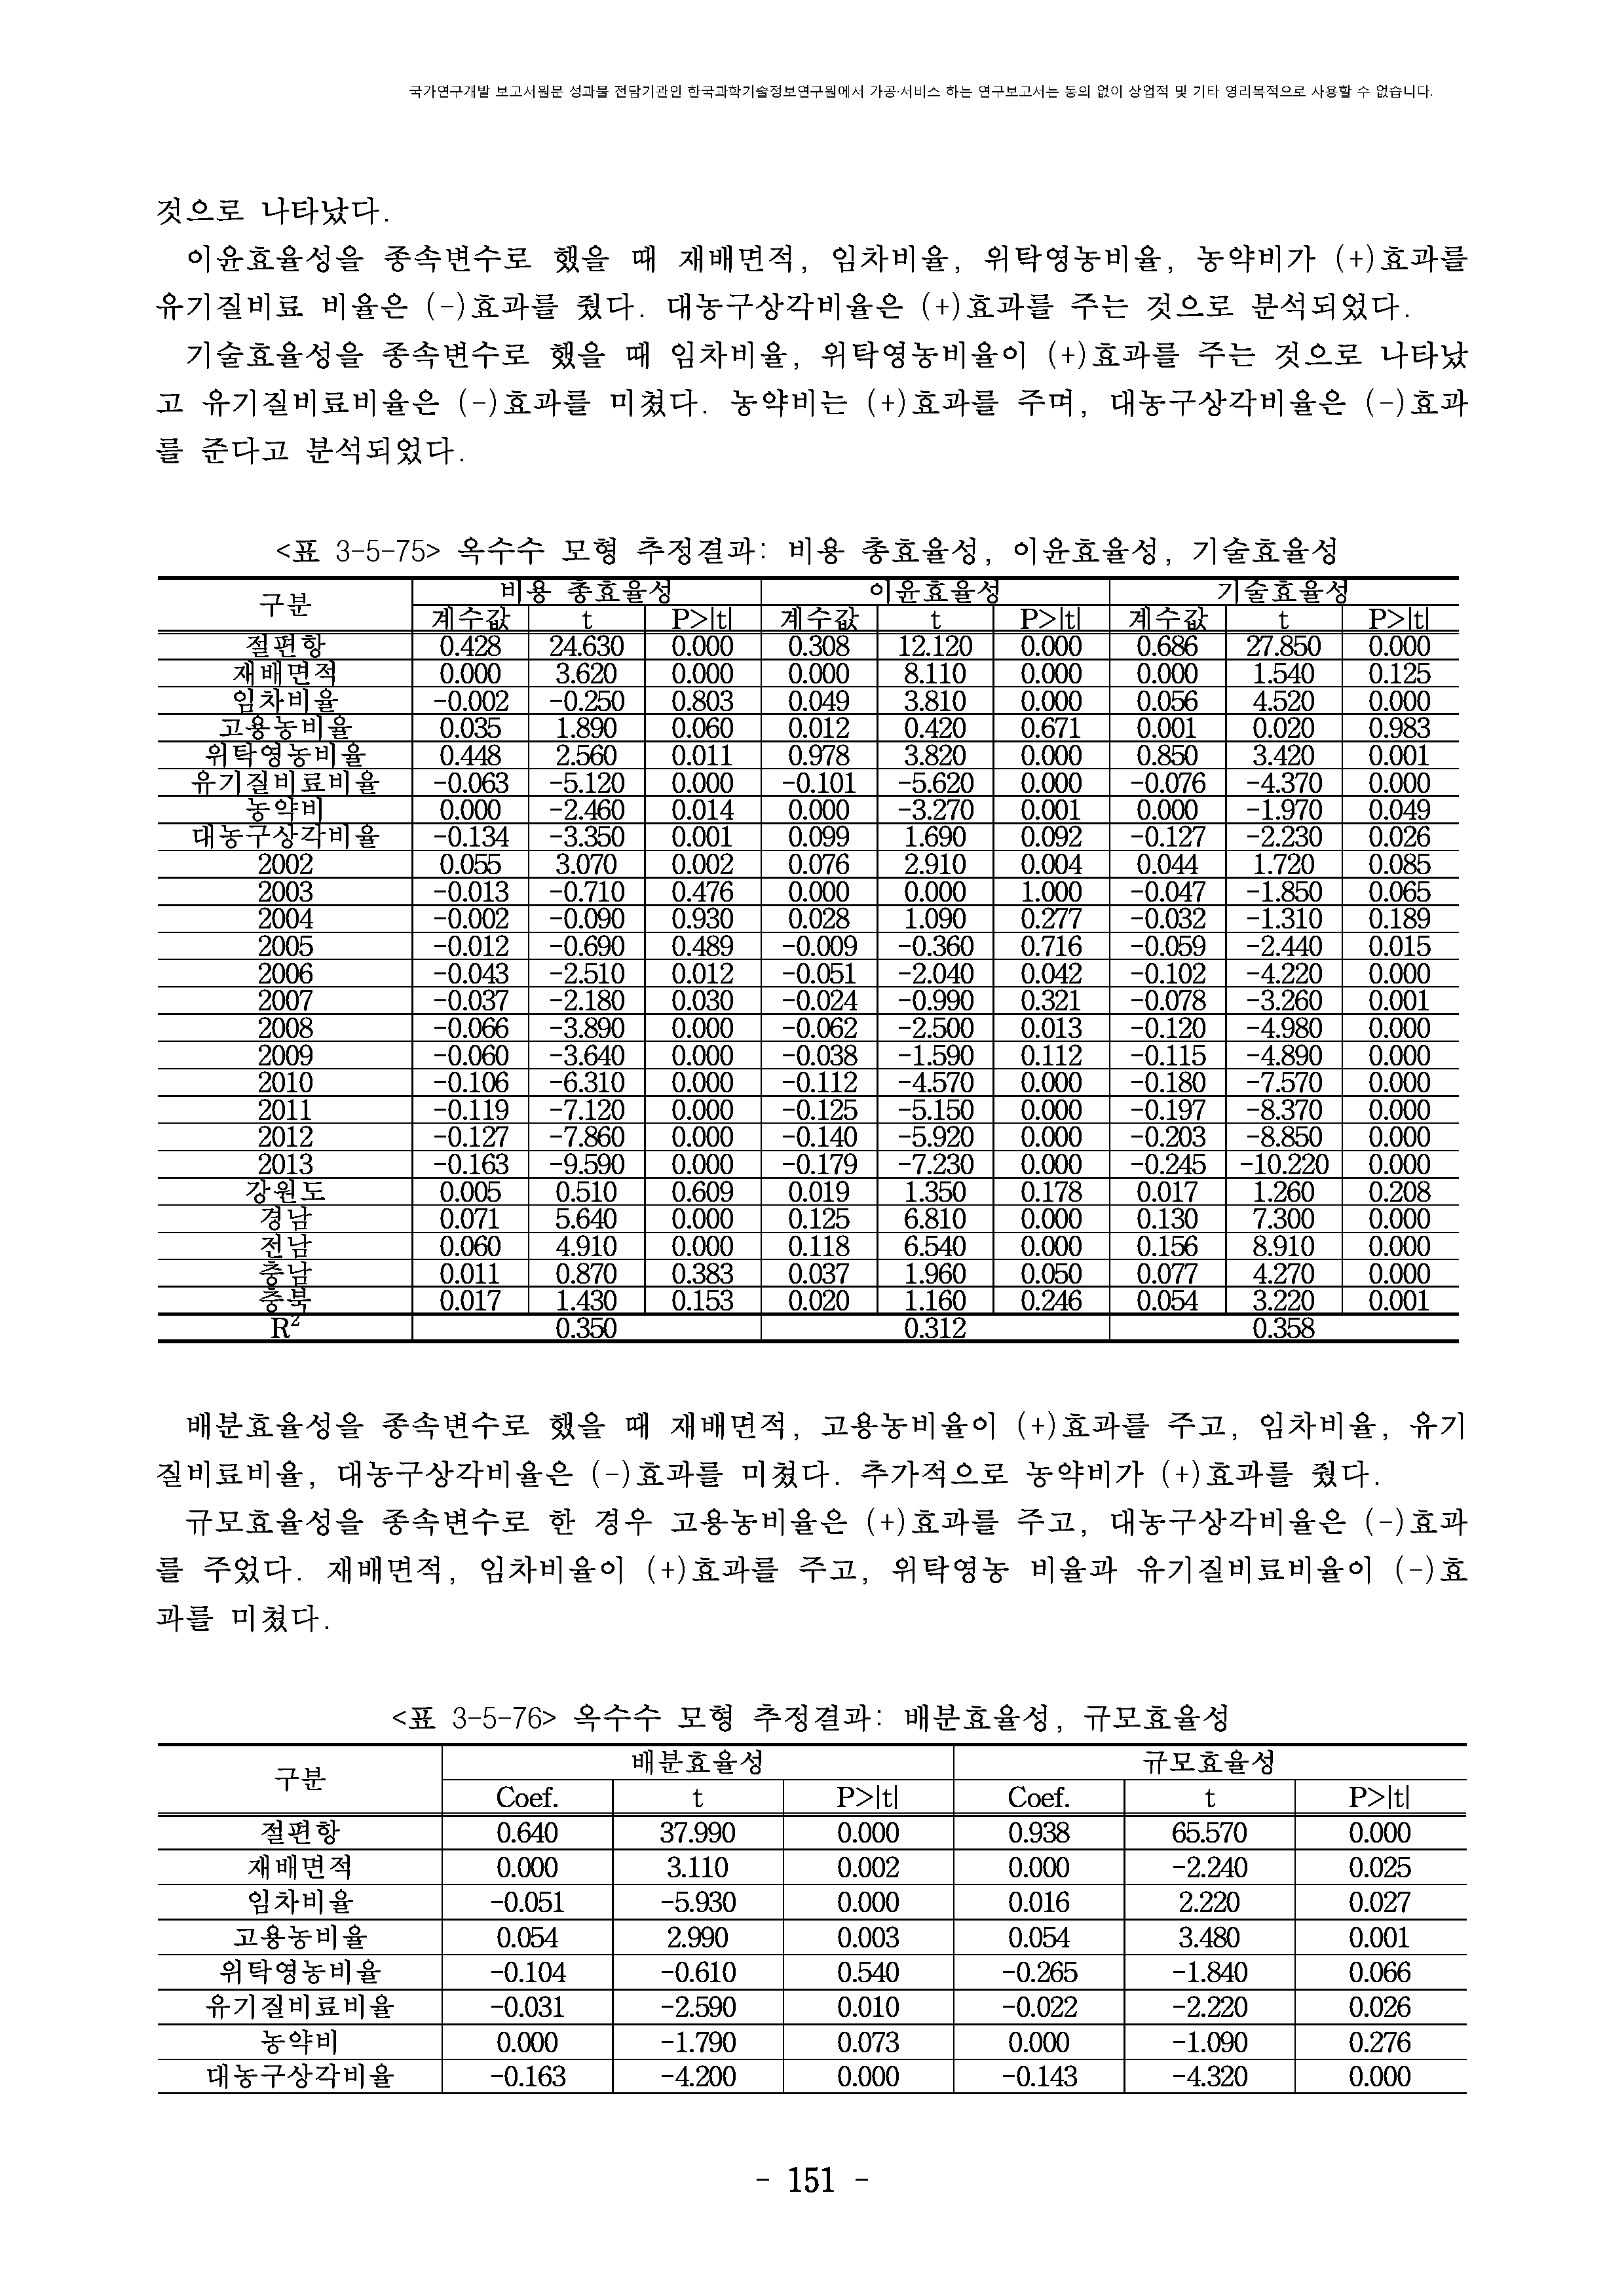 국가연구개발 보고서원문 성과물 전담기관인 한국과학기술정보연구원에서 가공·서비스 하는 연구보고서는 동의 없이 상업적 및 기타 영리목적으로 사용할 수 없습니다.
것으로 나타났다.
이윤효율성을 종속변수로 했을 때 재배면적, 임차비율, 위탁영농비율, 농약비가 (+)효과를
유기질비료 비율은 (-)효과를 줬다. 대농구상각비율은 (+)효과를 주는 것으로 분석되었다.
기술효율성을 종속변수로 했을 때 임차비율, 위탁영농비율이 (+)효과를 주는 것으로 나타났
고 유기질비료비율은 (-)효과를 미쳤다. 농약비는 (+)효과를 주며, 대농구상각비율은 (-)효과
를 준다고 분석되었다.
<표 3-5-75> 옥수수 모형 추정결과: 비용 총효율성, 이윤효율성, 기술효율성
구분 비용 총효율성 이윤효율성 기술효율성
계수값 t P>|t| 계수값 t P>|t| 계수값 t P>|t|
절편항 0.428 24.630 0.000 0.308 12.120 0.000 0.686 27.850 0.000
재배면적 0.000 3.620 0.000 0.000 8.110 0.000 0.000 1.540 0.125
임차비율 -0.002 -0.250 0.803 0.049 3.810 0.000 0.056 4.520 0.000
고용농비율 0.035 1.890 0.060 0.012 0.420 0.671 0.001 0.020 0.983
위탁영농비율 0.448 2.560 0.011 0.978 3.820 0.000 0.850 3.420 0.001
유기질비료비율 -0.063 -5.120 0.000 -0.101 -5.620 0.000 -0.076 -4.370 0.000
농약비 0.000 -2.460 0.014 0.000 -3.270 0.001 0.000 -1.970 0.049
대농구상각비율 -0.134 -3.350 0.001 0.099 1.690 0.092 -0.127 -2.230 0.026
2002 0.055 3.070 0.002 0.076 2.910 0.004 0.044 1.720 0.085
2003 -0.013 -0.710 0.476 0.000 0.000 1.000 -0.047 -1.850 0.065
2004 -0.002 -0.090 0.930 0.028 1.090 0.277 -0.032 -1.310 0.189
2005 -0.012 -0.690 0.489 -0.009 -0.360 0.716 -0.059 -2.440 0.015
2006 -0.043 -2.510 0.012 -0.051 -2.040 0.042 -0.102 -4.220 0.000
2007 -0.037 -2.180 0.030 -0.024 -0.990 0.321 -0.078 -3.260 0.001
2008 -0.066 -3.890 0.000 -0.062 -2.500 0.013 -0.120 -4.980 0.000
2009 -0.060 -3.640 0.000 -0.038 -1.590 0.112 -0.115 -4.890 0.000
2010 -0.106 -6.310 0.000 -0.112 -4.570 0.000 -0.180 -7.570 0.000
2011 -0.119 -7.120 0.000 -0.125 -5.150 0.000 -0.197 -8.370 0.000
2012 -0.127 -7.860 0.000 -0.140 -5.920 0.000 -0.203 -8.850 0.000
2013 -0.163 -9.590 0.000 -0.179 -7.230 0.000 -0.245 -10.220 0.000
강원도 0.005 0.510 0.609 0.019 1.350 0.178 0.017 1.260 0.208
경남 0.071 5.640 0.000 0.125 6.810 0.000 0.130 7.300 0.000
전남 0.060 4.910 0.000 0.118 6.540 0.000 0.156 8.910 0.000
충남 0.011 0.870 0.383 0.037 1.960 0.050 0.077 4.270 0.000
충북 0.017 1.430 0.153 0.020 1.160 0.246 0.054 3.220 0.001
R² 0.350 0.312 0.358
배분효율성을 종속변수로 했을 때 재배면적, 고용농비율이 (+)효과를 주고, 임차비율, 유기
질비료비율, 대농구상각비율은 (-)효과를 미쳤다. 추가적으로 농약비가 (+)효과를 줬다.
규모효율성을 종속변수로 한 경우 고용농비율은 (+)효과를 주고, 대농구상각비율은 (-)효과
를 주었다. 재배면적, 임차비율이 (+)효과를 주고, 위탁영농 비율과 유기질비료비율이 (-)효
과를 미쳤다.
<표 3-5-76> 옥수수 모형 추정결과: 배분효율성, 규모효율성
구분 배분효율성 규모효율성
Coef. t P>|t| Coef. t P>|t|
절편항 0.640 37.990 0.000 0.938 65.570 0.000
재배면적 0.000 3.110 0.002 0.000 -2.240 0.025
임차비율 -0.051 -5.930 0.000 0.016 2.220 0.027
고용농비율 0.054 2.990 0.003 0.054 3.480 0.001
위탁영농비율 -0.104 -0.610 0.540 -0.265 -1.840 0.066
유기질비료비율 -0.031 -2.590 0.010 -0.022 -2.220 0.026
농약비 0.000 -1.790 0.073 0.000 -1.090 0.276
대농구상각비율 -0.163 -4.200 0.000 -0.143 -4.320 0.000
- 151 -